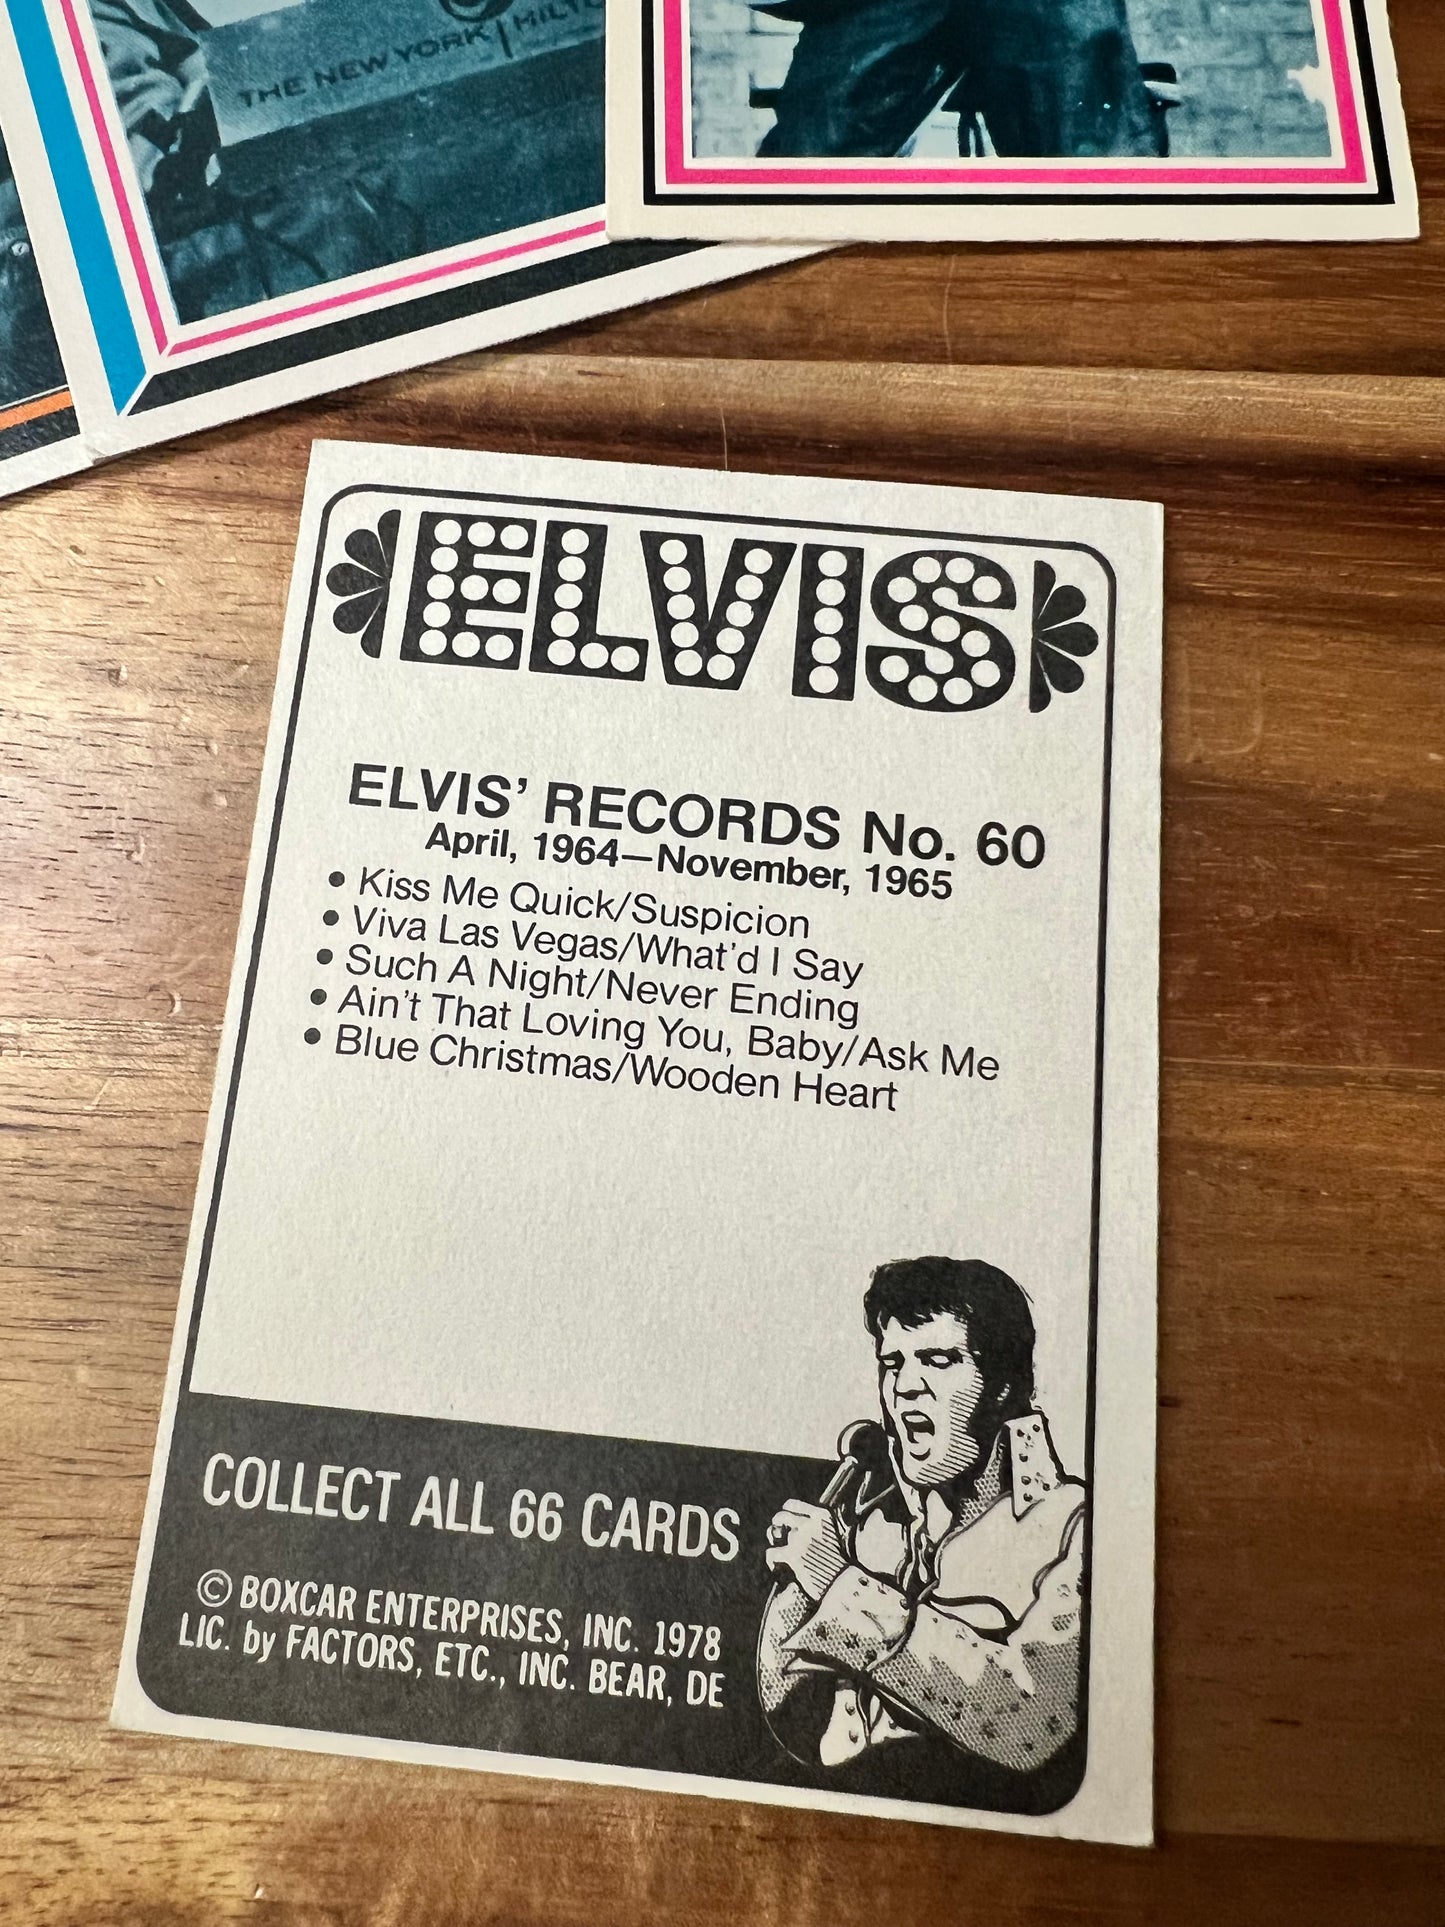 THE NEW YORK HILTON
ELVIS
ELVIS' RECORDS No. 60
April, 1964—November, 1965
• Kiss Me Quick/Suspicion
• Viva Las Vegas/What'd I Say
• Such A Night/Never Ending
• Ain't That Loving You, Baby/Ask Me
• Blue Christmas/Wooden Heart
COLLECT ALL 66 CARDS
© BOXCAR ENTERPRISES, INC. 1978
LIC. by FACTORS, ETC., INC. BEAR, DE